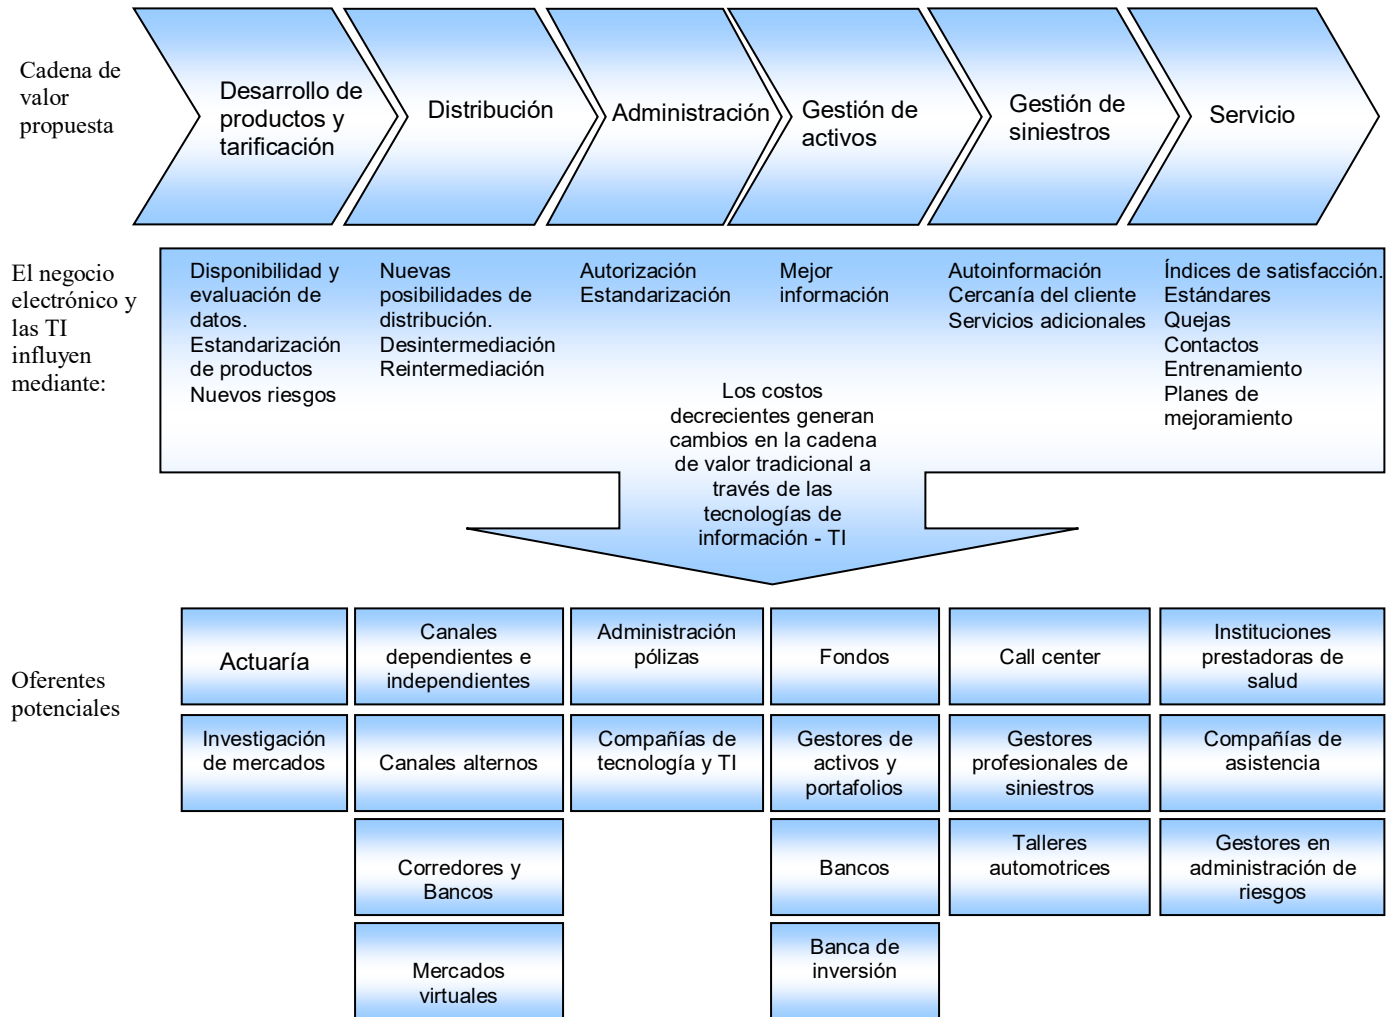 Cadena de
valor
propuesta
Desarrollo de
productos y
tarificación
Distribución
Administración
Gestión de
activos
Gestión de
siniestros
Servicio
El negocio
electrónico y
las TI
influyen
mediante:
Disponibilidad y
evaluación de
datos.
Estandarización
de productos
Nuevos riesgos
Nuevas
posibilidades de
distribución.
Desintermediación
Reintermediación
Autorización
Estandarización
Mejor
información
Autoinformación
Cercanía del cliente
Servicios adicionales
Índices de satisfacción.
Estándares
Quejas
Contactos
Entrenamiento
Planes de
mejoramiento
Los costos
decrecientes generan
cambios en la cadena
de valor tradicional a
través de las
tecnologías de
información - TI
Oferentes
potenciales
Actuaría
Canales
dependientes e
independientes
Administración
pólizas
Fondos
Call center
Instituciones
prestadoras de
salud
Investigación
de mercados
Canales alternos
Compañías de
tecnología y TI
Gestores de
activos y
portafolios
Gestores
profesionales de
siniestros
Compañías de
asistencia
Corredores y
Bancos
Bancos
Talleres
automotrices
Gestores en
administración de
riesgos
Mercados
virtuales
Banca de
inversión